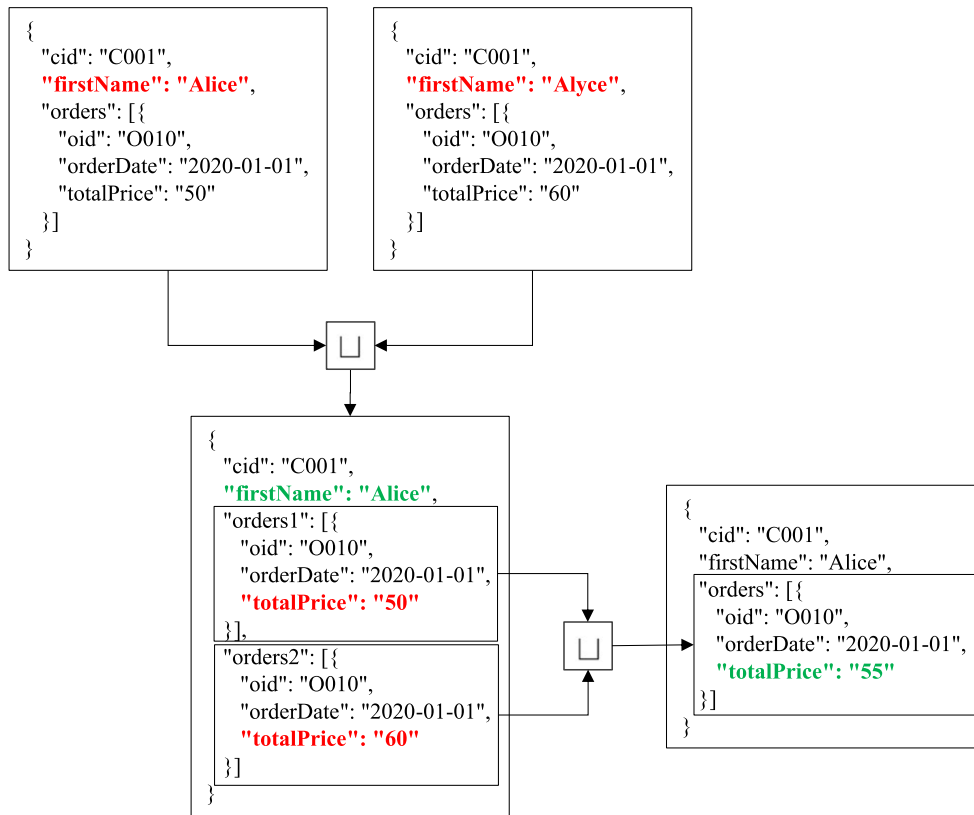 {
"cid": "C001",
"firstName": "Alice",
"orders": [{
"oid": "O010",
"orderDate": "2020-01-01",
"totalPrice": "50"
}]
}
{
"cid": "C001",
"firstName": "Alyce",
"orders": [{
"oid": "O010",
"orderDate": "2020-01-01",
"totalPrice": "60"
}]
}
⊔
{
"cid": "C001",
"firstName": "Alice",
"orders1": [{
"oid": "O010",
"orderDate": "2020-01-01",
"totalPrice": "50"
}],
"orders2": [{
"oid": "O010",
"orderDate": "2020-01-01",
"totalPrice": "60"
}]
}
⊔
{
"cid": "C001",
"firstName": "Alice",
"orders": [{
"oid": "O010",
"orderDate": "2020-01-01",
"totalPrice": "55"
}]
}